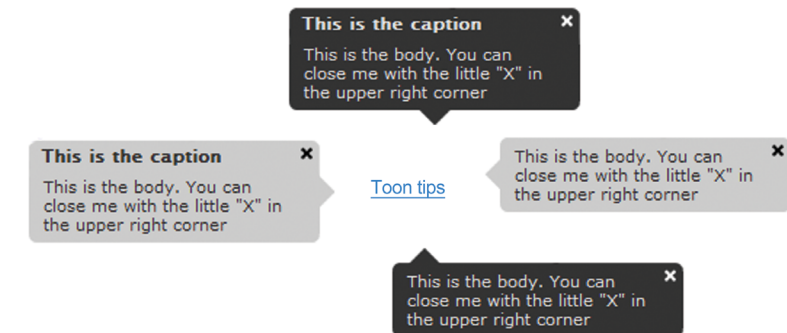 This is the caption
This is the body. You can
close me with the little "X" in
the upper right corner
This is the caption
This is the body. You can
close me with the little "X" in
the upper right corner
Toon tips
This is the body. You can
close me with the little "X" in
the upper right corner
This is the body. You can
close me with the little "X" in
the upper right corner